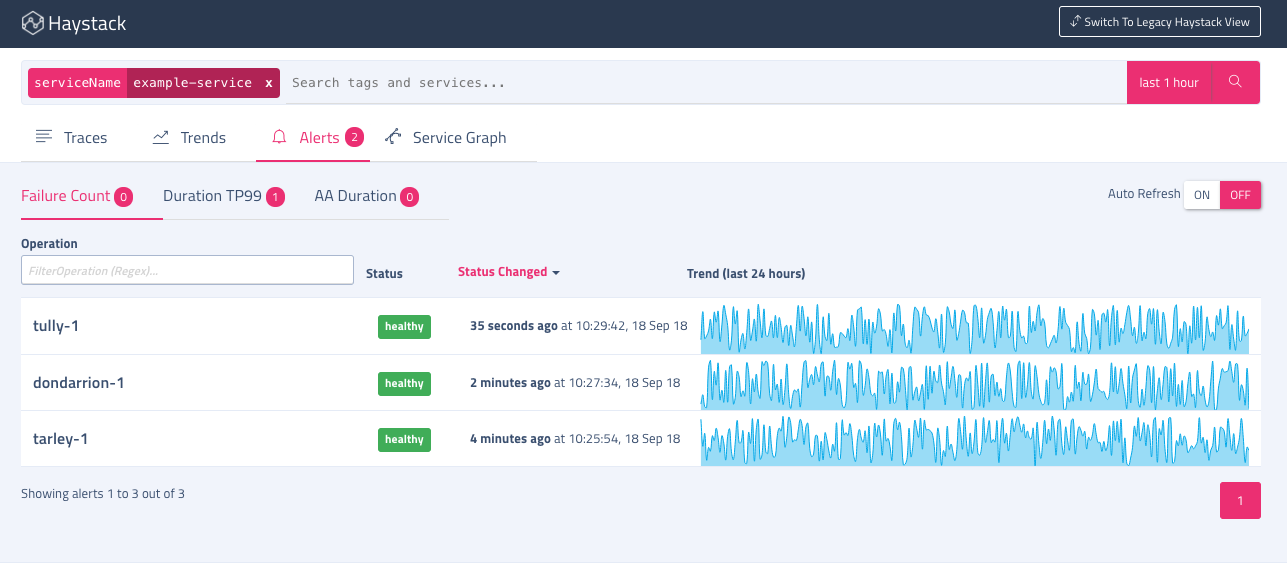 Haystack
Switch To Legacy Haystack View
serviceName example-service x Search tags and services... last 1 hour
Traces Trends Alerts 2 Service Graph
Failure Count 0 Duration TP99 1 AA Duration 0 Auto Refresh ON OFF
Operation
FilterOperation (Regex)... Status Status Changed Trend (last 24 hours)
tully-1 healthy 35 seconds ago at 10:29:42, 18 Sep 18
dondarrion-1 healthy 2 minutes ago at 10:27:34, 18 Sep 18
tarley-1 healthy 4 minutes ago at 10:25:54, 18 Sep 18
Showing alerts 1 to 3 out of 3 1